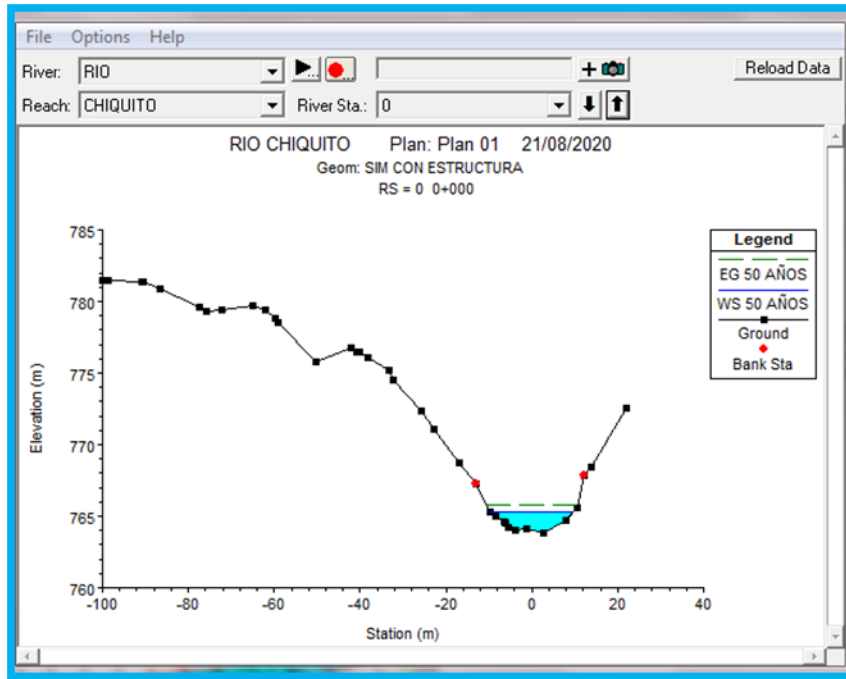 File Options Help
River: RIO Reload Data
Reach: CHIQUITO River Sta.: 0
RIO CHIQUITO Plan: Plan 01 21/08/2020
Geom: SIM CON ESTRUCTURA
RS = 0 0+000
785
780
775
770
765
760
Elevation (m)
-100 -80 -60 -40 -20 0 20 40
Station (m)
Legend
EG 50 AÑOS
WS 50 AÑOS
Ground
Bank Sta